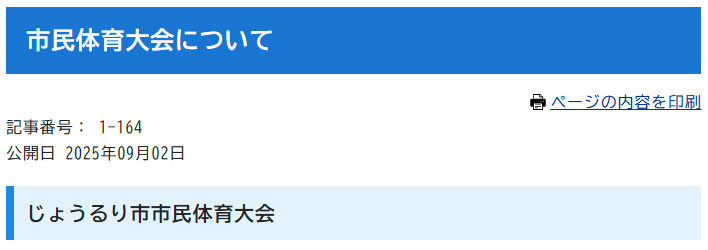 市民体育大会について
ページの内容を印刷
記事番号： 1-164
公開日 2025年09月02日
じょうるり市市民体育大会